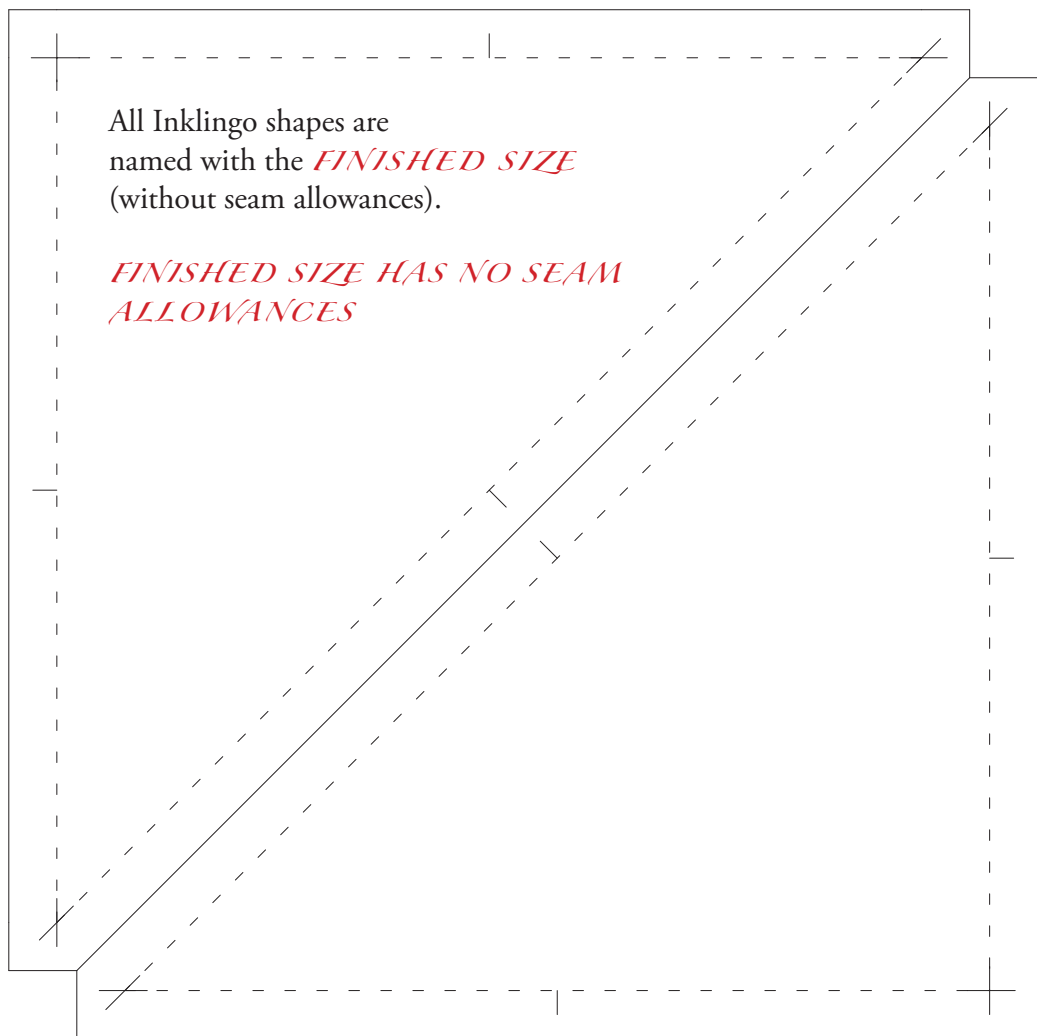 All Inklingo shapes are
named with the FINISHED SIZE
(without seam allowances).
FINISHED SIZE HAS NO SEAM
ALLOWANCES